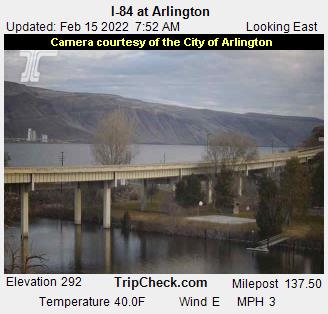 I-84 at Arlington
Updated: Feb 15 2022 7:52 AM Looking East
Camera courtesy of the City of Arlington
Elevation 292 TripCheck.com Milepost 137.50
Temperature 40.0F Wind E MPH 3